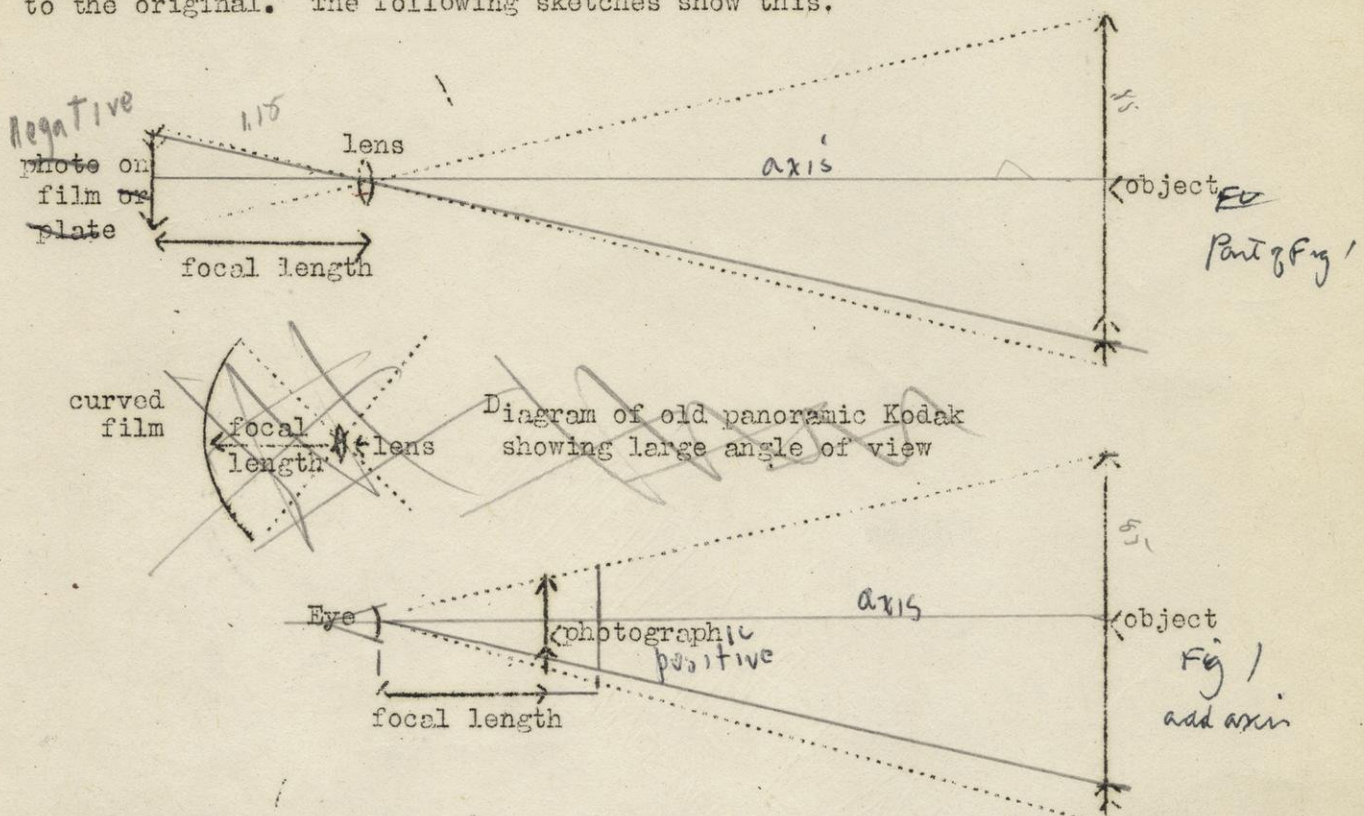 to the original. The following sketches show this.
Negative
1.15
lens
axis
photo on
film or
plate
object
focal length
Part of Fig 1
curved
film
focal
length
lens
Diagram of old panoramic Kodak
showing large angle of view
Eye
axis
object
photographic
positive
Fig 1
add axis
focal length